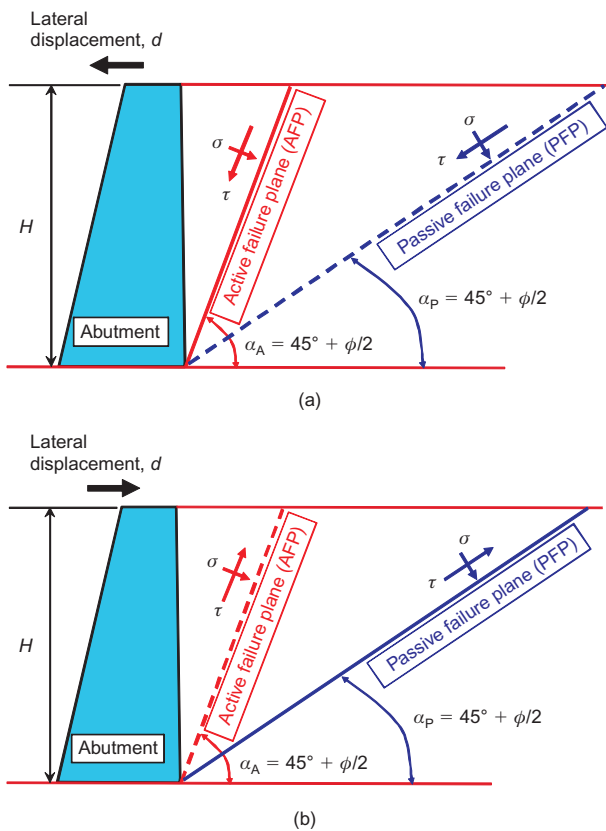 Lateral
displacement, d
H
σ
τ
Active failure plane (AFP)
σ
τ
Passive failure plane (PFP)
Abutment
α_A = 45° + ϕ/2
α_P = 45° + ϕ/2
(a)
Lateral
displacement, d
H
σ
τ
Active failure plane (AFP)
σ
τ
Passive failure plane (PFP)
Abutment
α_A = 45° + ϕ/2
α_P = 45° + ϕ/2
(b)